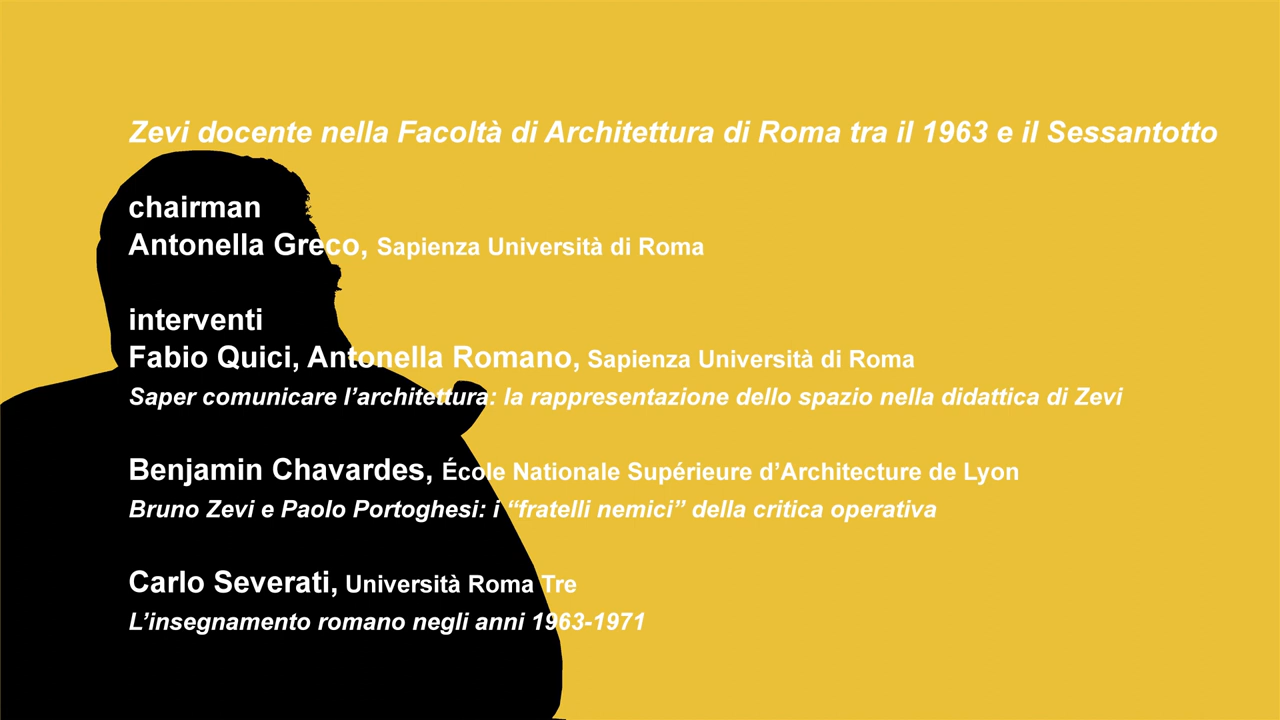 Zevi docente nella Facoltà di Architettura di Roma tra il 1963 e il Sessantotto
chairman
Antonella Greco, Sapienza Università di Roma
interventi
Fabio Quici, Antonella Romano, Sapienza Università di Roma
Saper comunicare l’architettura: la rappresentazione dello spazio nella didattica di Zevi
Benjamin Chavardes, École Nationale Supérieure d’Architecture de Lyon
Bruno Zevi e Paolo Portoghesi: i “fratelli nemici” della critica operativa
Carlo Severati, Università Roma Tre
L’insegnamento romano negli anni 1963-1971